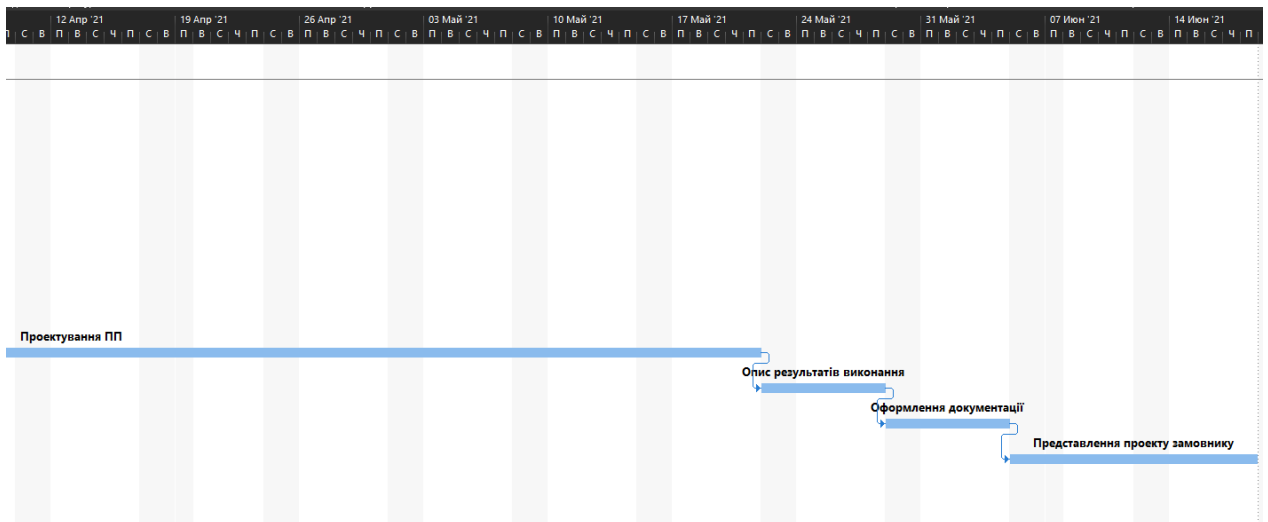 12 Апр '21 19 Апр '21 26 Апр '21 03 Май '21 10 Май '21 17 Май '21 24 Май '21 31 Май '21 07 Июн '21 14 Июн '21
С В П В С Ч П С В П В С Ч П С В П В С Ч П С В П В С Ч П С В П В С Ч П С В П В С Ч П С В П В С Ч П С В П В С Ч П С В П В С Ч П С В П В С Ч П
Проектування ПП
Опис результатів виконання
Оформлення документації
Представлення проекту замовнику